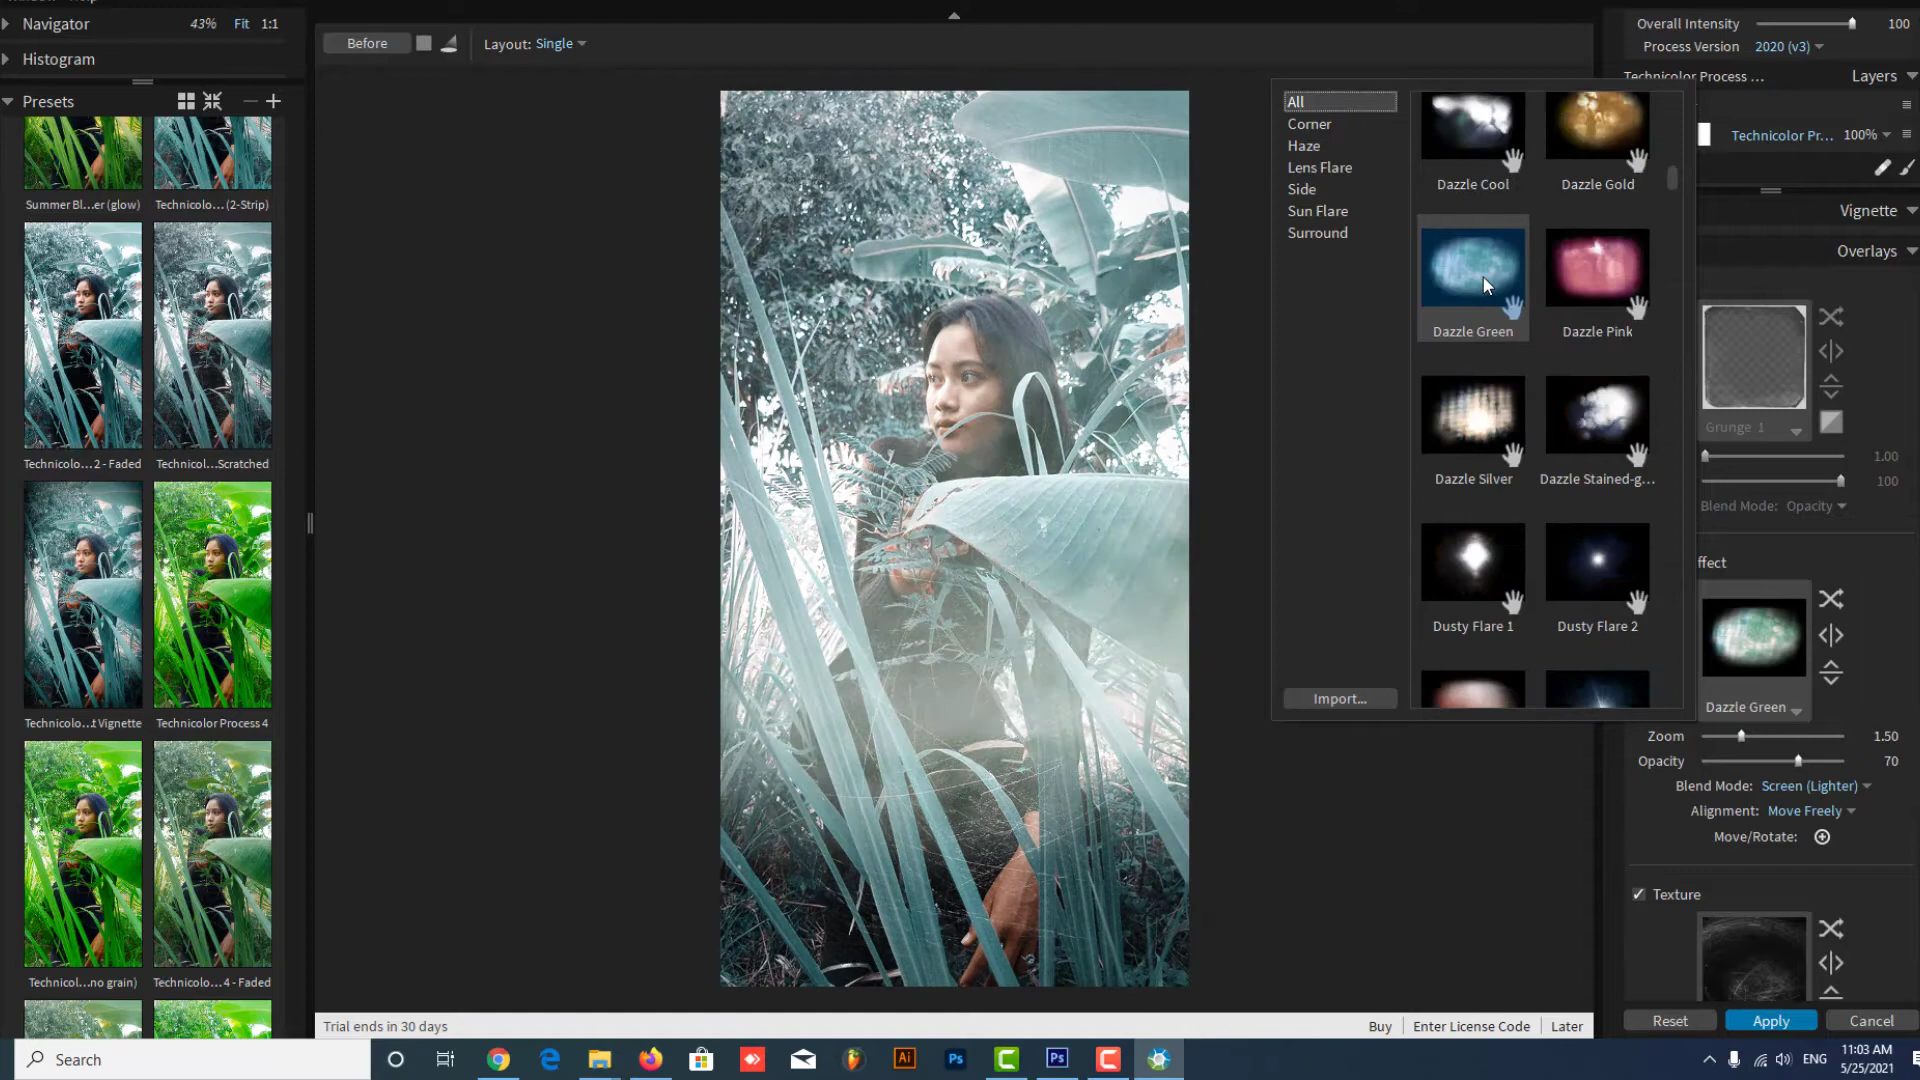 Navigator 43% Fit 1:1
Histogram
Presets
Summer Bl...er (glow) Technicolo... (2-Strip)
Technicolo... 2 - Faded Technicol...Scratched
Technicolo...t Vignette Technicolor Process 4
Technicol...no grain) Technicolo... 4 - Faded
Before Layout: Single
All
Corner
Haze
Lens Flare
Side
Sun Flare
Surround
Import...
Dazzle Cool Dazzle Gold
Dazzle Green Dazzle Pink
Dazzle Silver Dazzle Stained-g...
Dusty Flare 1 Dusty Flare 2
Overall Intensity 100
Process Version 2020 (v3)
Technicolor Process ... Layers
Technicolor Pr... 100%
Vignette
Overlays
Grunge 1
1.00
100
Blend Mode: Opacity
ffect
Dazzle Green
Zoom 1.50
Opacity 70
Blend Mode: Screen (Lighter)
Alignment: Move Freely
Move/Rotate:
Texture
Reset Apply Cancel
Trial ends in 30 days Buy Enter License Code Later
Search Ai Ps Ps ENG 11:03 AM
5/25/2021